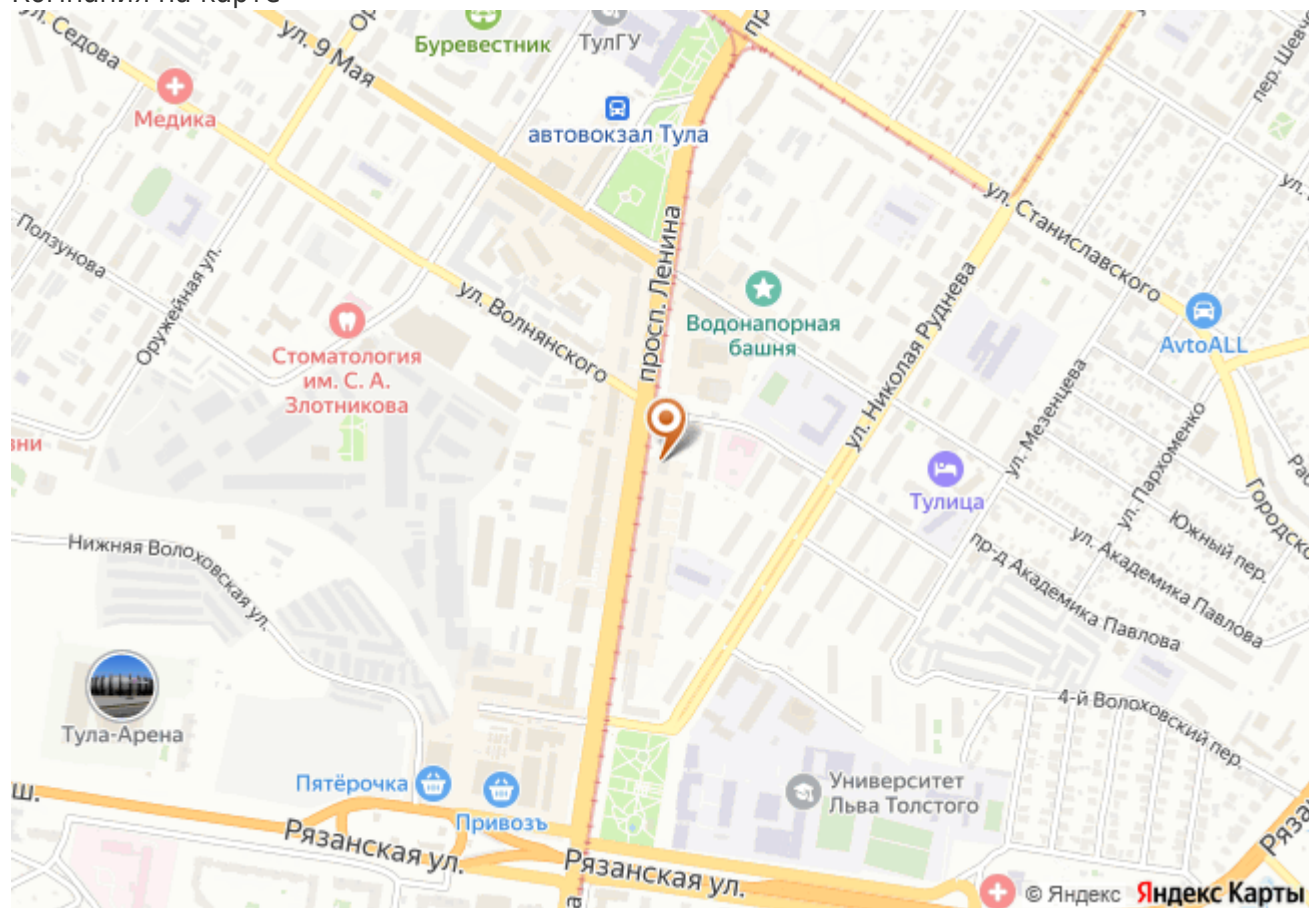 Компания на карте
ул. Седова
ул. 9 Мая
Буревестник
ТулГУ
Медика
автовокзал Тула
ул. Станиславского
Ползунова
Оружейная ул.
ул. Волнянского
просп. Ленина
Водонапорная
башня
ул. Николая Руднева
AvtoALL
Стоматология
им. С. А.
Злотникова
ул. Мезенцева
ул. Пархоменко
Тулица
Южный пер.
ул. Академика Павлова
пр-д Академика Павлова
Нижняя Волоховская ул.
4-й Волоховский пер.
Тула-Арена
Пятёрочка
Привозъ
Университет
Льва Толстого
ш.
Рязанская ул.
Рязанская ул.
© Яндекс Яндекс Карты